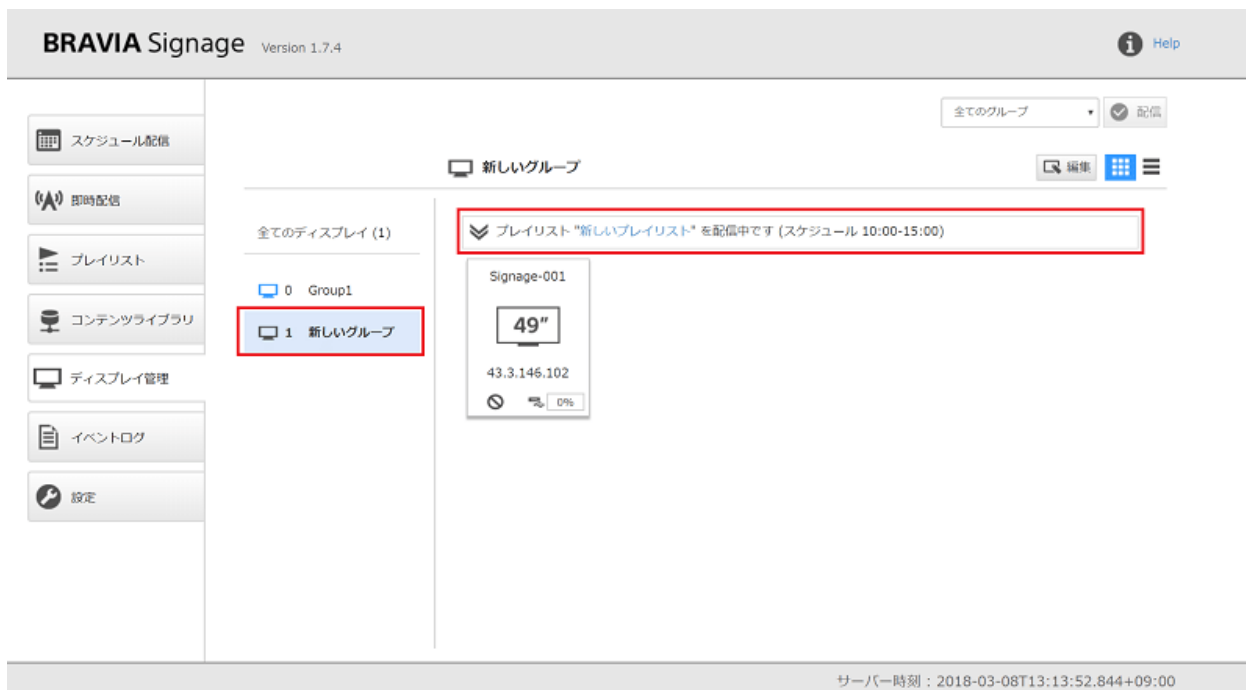 BRAVIA Signage Version 1.7.4
Help
全てのグループ
配信
スケジュール配信
即時配信
プレイリスト
コンテンツライブラリ
ディスプレイ管理
イベントログ
設定
新しいグループ
編集
全てのディスプレイ (1)
0 Group1
1 新しいグループ
プレイリスト "新しいプレイリスト" を配信中です (スケジュール 10:00-15:00)
Signage-001
49"
43.3.146.102
0%
サーバー時刻 : 2018-03-08T13:13:52.844+09:00